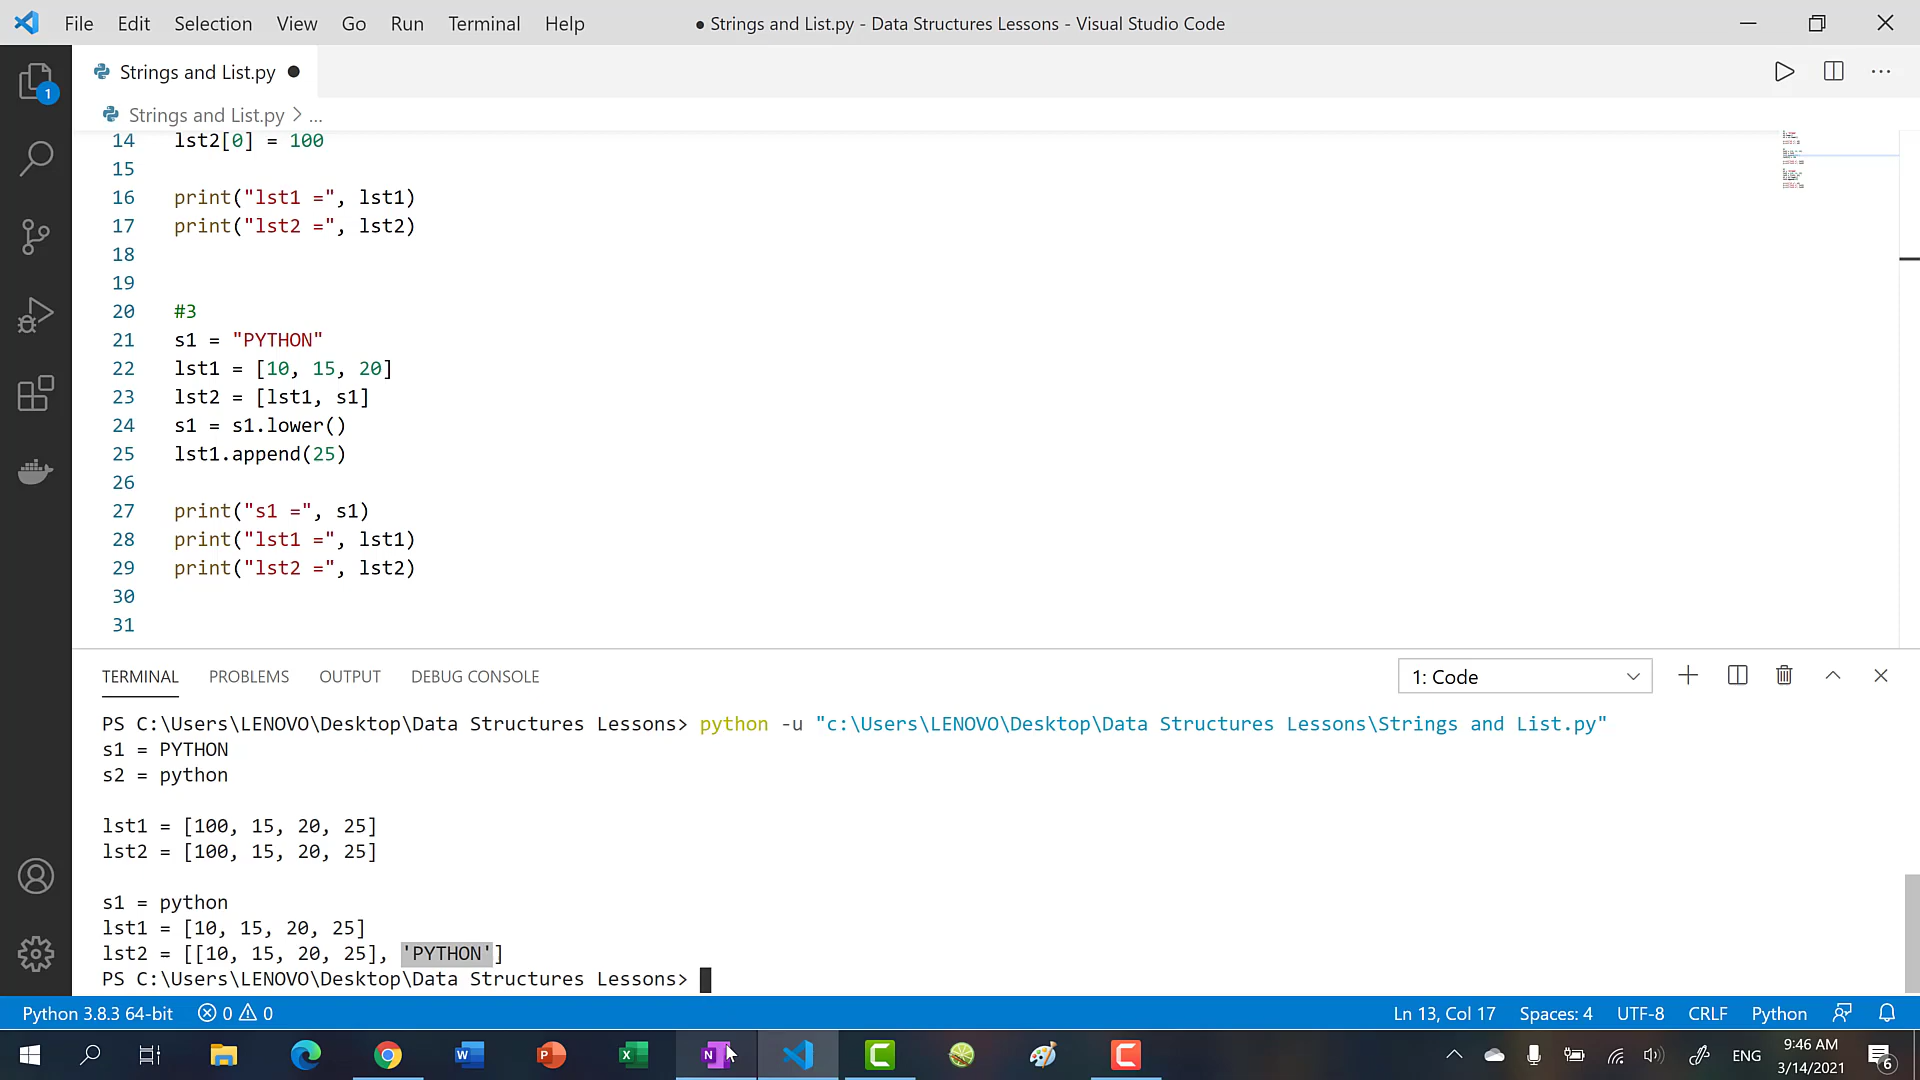 File Edit Selection View Go Run Terminal Help
● Strings and List.py - Data Structures Lessons - Visual Studio Code
Strings and List.py ●
1
Strings and List.py > ...
14 lst2[0] = 100
15
16 print("lst1 =", lst1)
17 print("lst2 =", lst2)
18
19
20 #3
21 s1 = "PYTHON"
22 lst1 = [10, 15, 20]
23 lst2 = [lst1, s1]
24 s1 = s1.lower()
25 lst1.append(25)
26
27 print("s1 =", s1)
28 print("lst1 =", lst1)
29 print("lst2 =", lst2)
30
31
TERMINAL PROBLEMS OUTPUT DEBUG CONSOLE 1: Code
PS C:\Users\LENOVO\Desktop\Data Structures Lessons> python -u "c:\Users\LENOVO\Desktop\Data Structures Lessons\Strings and List.py"
s1 = PYTHON
s2 = python
lst1 = [100, 15, 20, 25]
lst2 = [100, 15, 20, 25]
s1 = python
lst1 = [10, 15, 20, 25]
lst2 = [[10, 15, 20, 25], 'PYTHON']
PS C:\Users\LENOVO\Desktop\Data Structures Lessons>
Python 3.8.3 64-bit 0 0 Ln 13, Col 17 Spaces: 4 UTF-8 CRLF Python
W P X N ENG 9:46 AM
3/14/2021 6